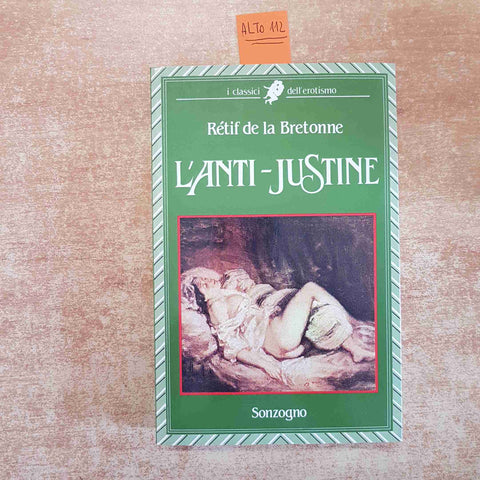 ALTO 112
i classici dell'erotismo
Rétif de la Bretonne
L'ANTI-JUSTINE
Sonzogno